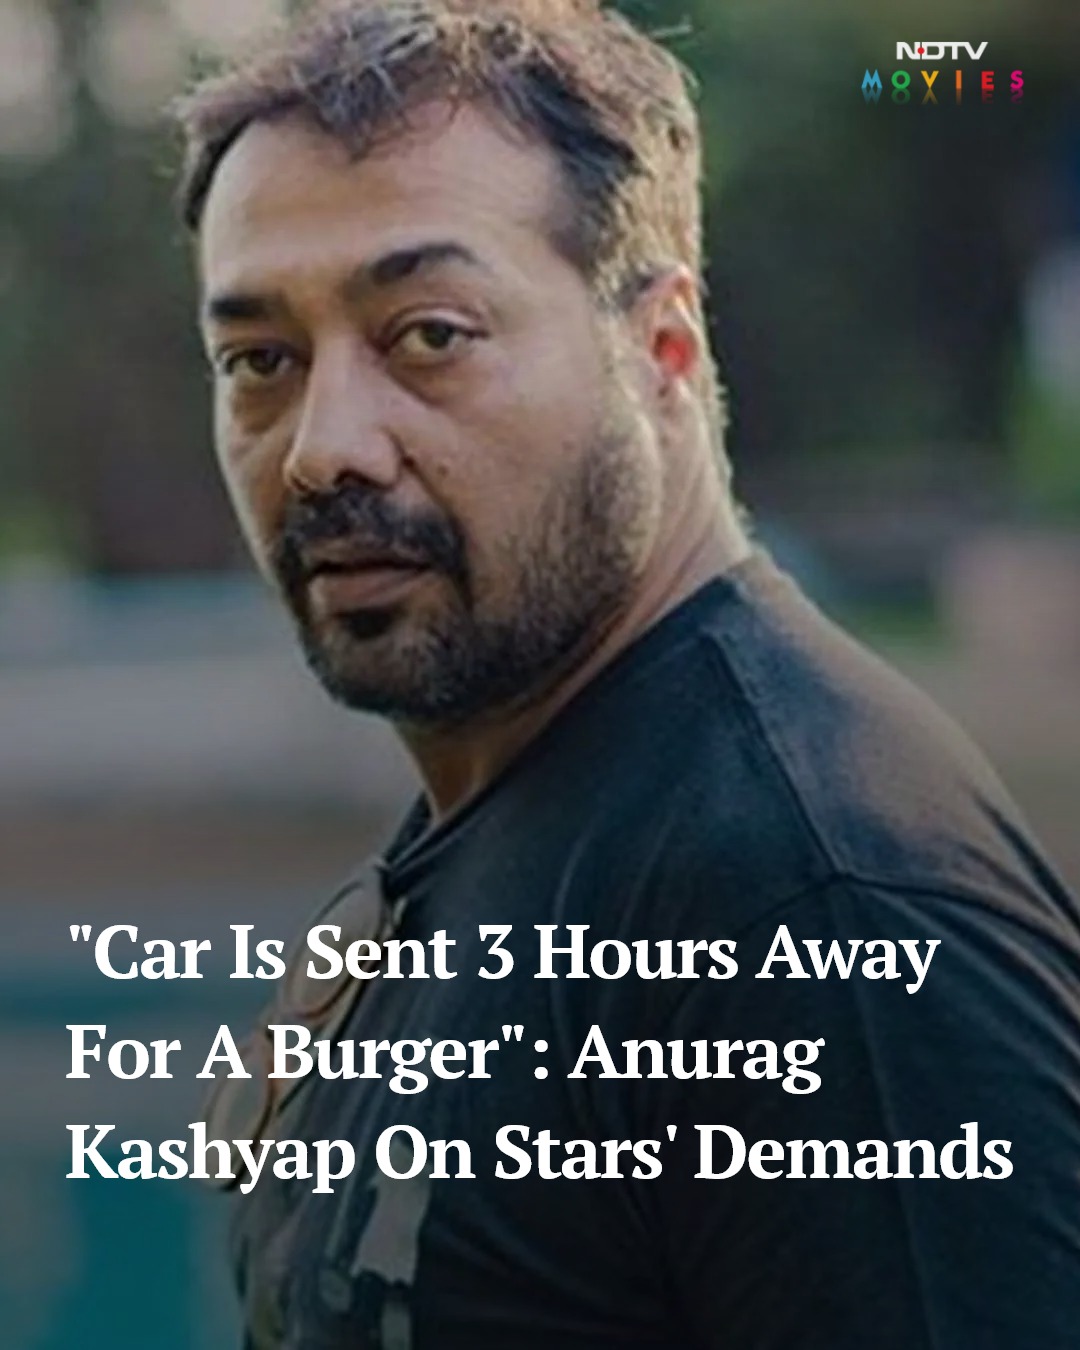 NDTV
MOVIES
"Car Is Sent 3 Hours Away
For A Burger": Anurag
Kashyap On Stars' Demands